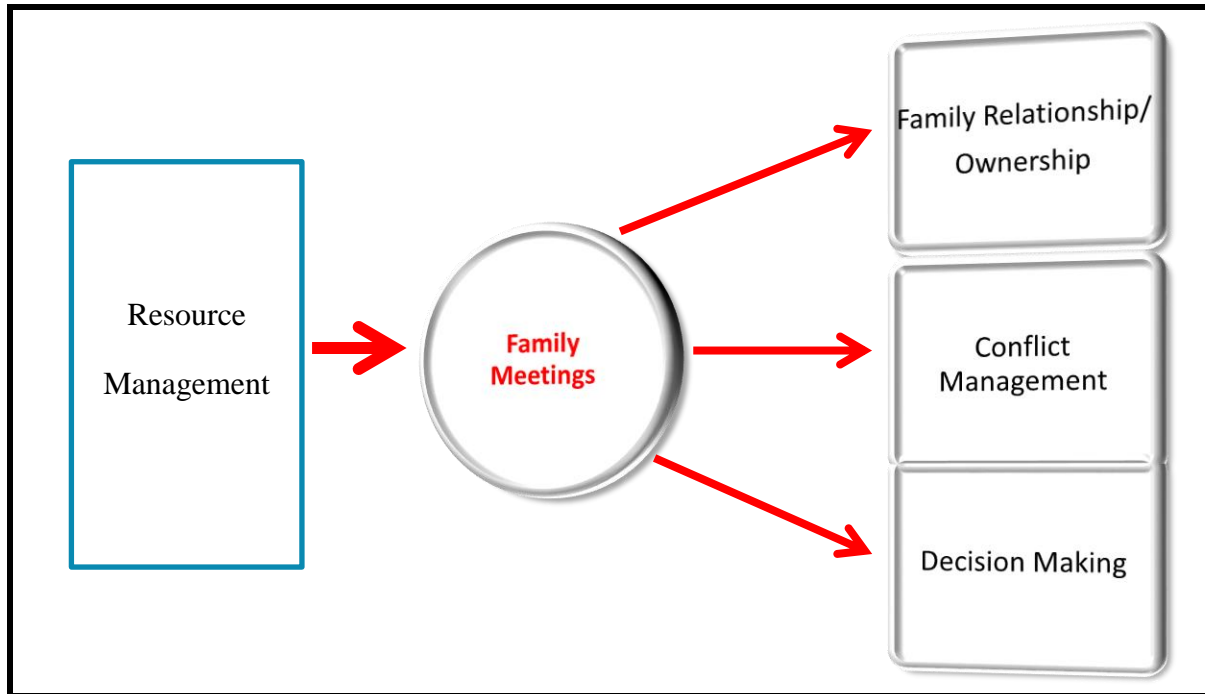 Resource
Management
Family
Meetings
Family Relationship/
Ownership
Conflict
Management
Decision Making